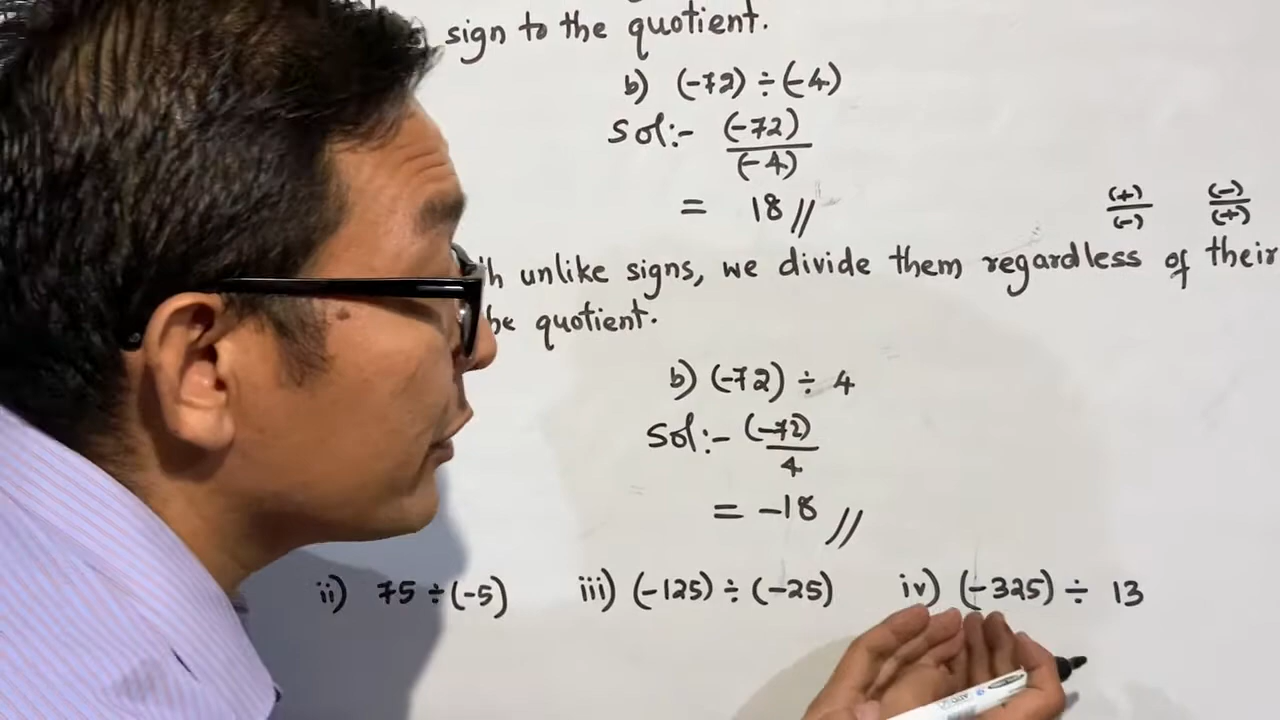 sign to the quotient.
b) (-72) ÷ (-4)
Sol:- (-72)
(-4)
= 18 //
(+) (-)
(-) (+)
unlike signs, we divide them regardless of their
quotient.
b) (-72) ÷ 4
Sol:- (-72)
4
= -18 //
ii) 75 ÷ (-5) iii) (-125) ÷ (-25) iv) (-325) ÷ 13